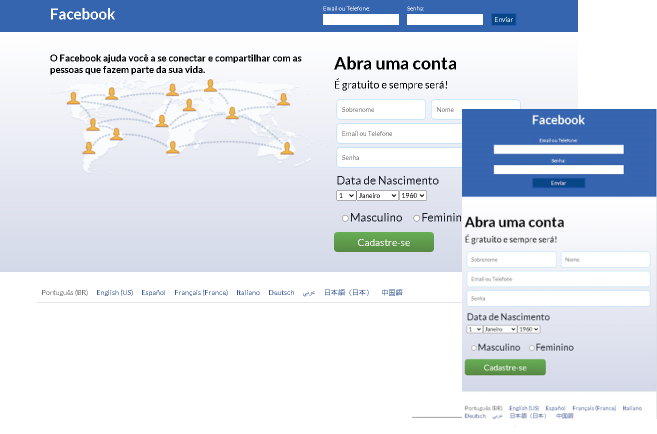 Facebook
Email ou Telefone:
Senha:
Enviar
O Facebook ajuda você a se conectar e compartilhar com as
pessoas que fazem parte da sua vida.
Abra uma conta
É gratuito e sempre será!
Sobrenome
Nome
Email ou Telefone
Senha
Data de Nascimento
1 Janeiro 1960
Masculino Feminin
Cadastre-se
Português (BR) English (US) Español Français (France) Italiano Deutsch عربي 日本語（日本） 中国語
Facebook
Email ou Telefone:
Senha:
Enviar
Abra uma conta
É gratuito e sempre será!
Sobrenome
Nome
Email ou Telefone
Senha
Data de Nascimento
1 Janeiro 1960
Masculino Feminino
Cadastre-se
Português (BR) English (US) Español Français (France) Italiano
Deutsch عربي 日本語（日本） 中国語